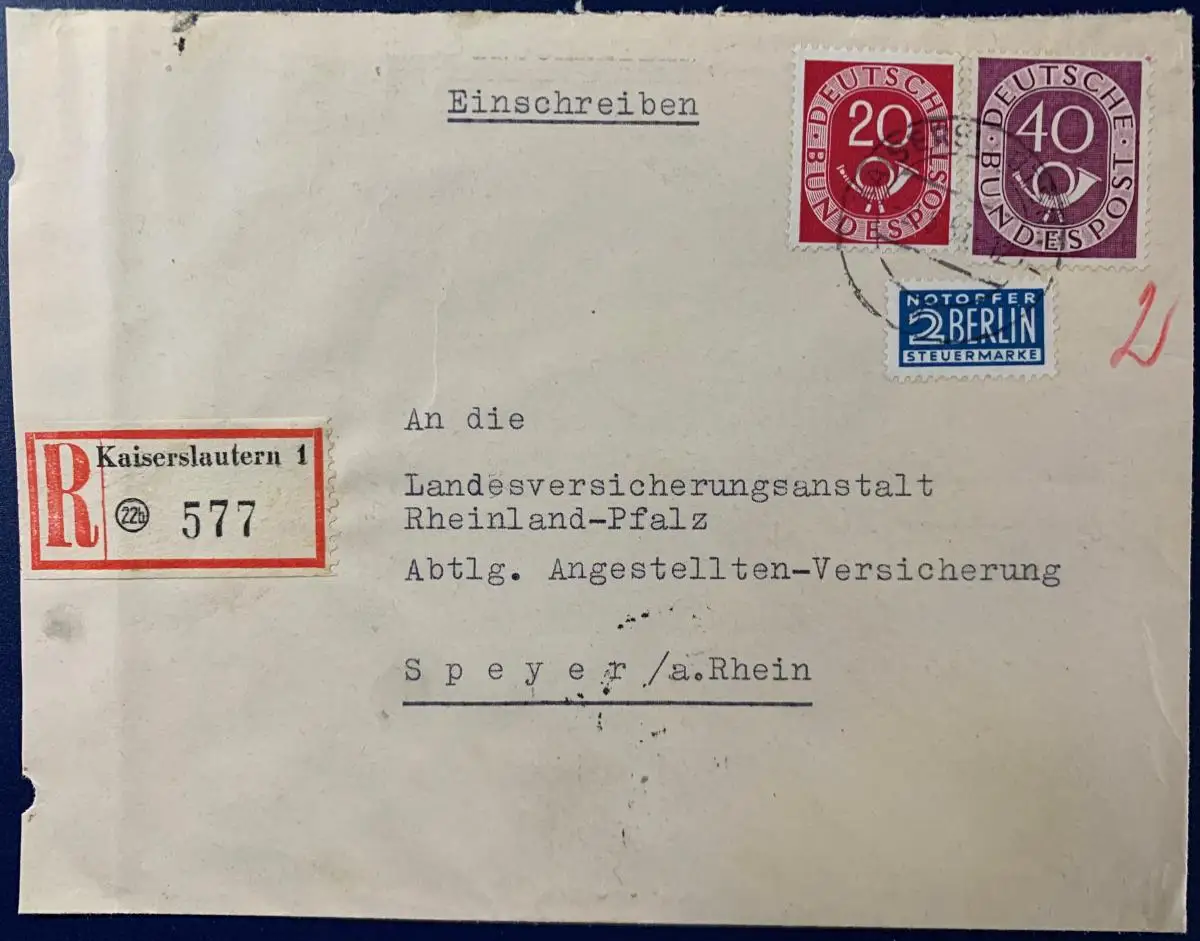 Einschreiben
DEUTSCHE BUNDESPOST
20
DEUTSCHE BUNDESPOST
40
NOTOPFER
2 BERLIN
STEUERMARKE
2
R Kaiserslautern 1
22b 577
An die
Landesversicherungsanstalt
Rheinland-Pfalz
Abtlg. Angestellten-Versicherung
S p e y e r /a.Rhein